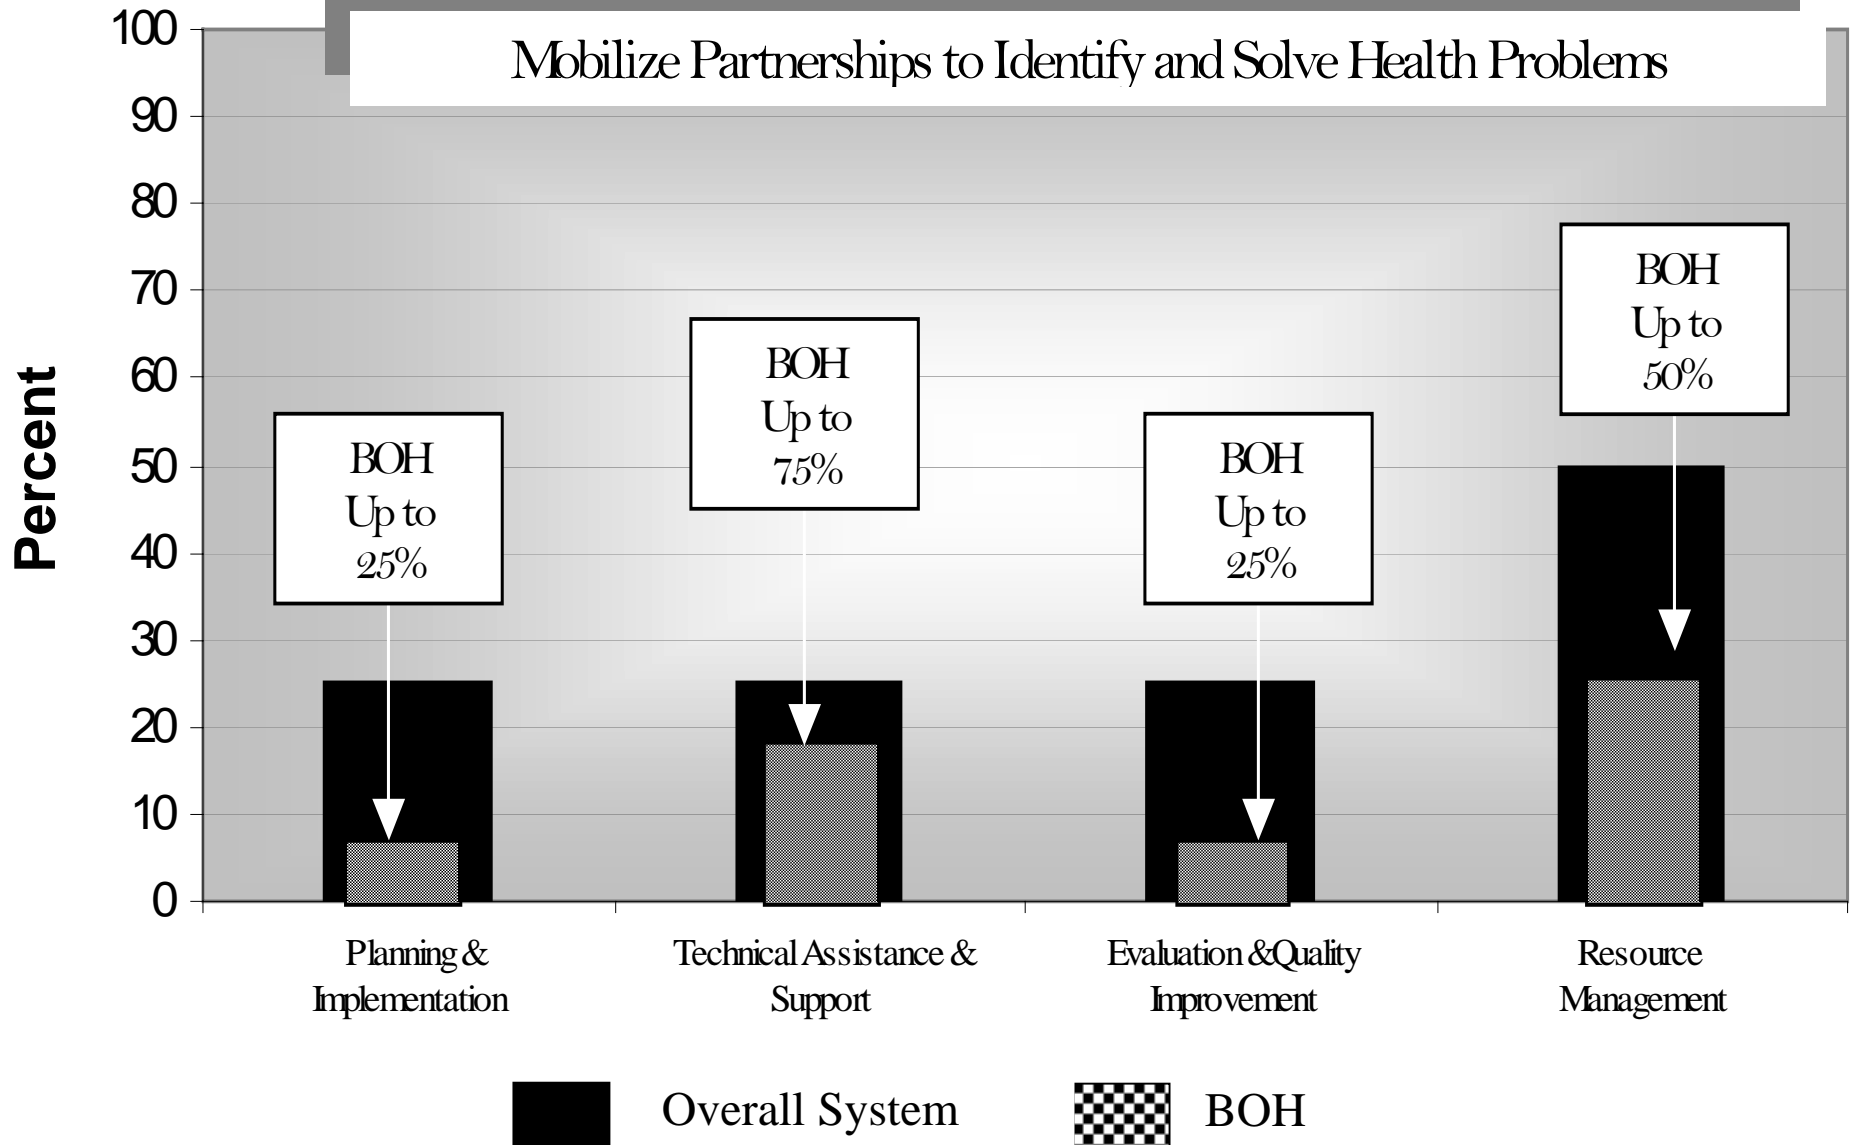 Mobilize Partnerships to Identify and Solve Health Problems
Percent
100
90
80
70
60
50
40
30
20
10
0
BOH
Up to
25%
BOH
Up to
75%
BOH
Up to
25%
BOH
Up to
50%
Planning &
Implementation
Technical Assistance &
Support
Evaluation & Quality
Improvement
Resource
Management
Overall System
BOH